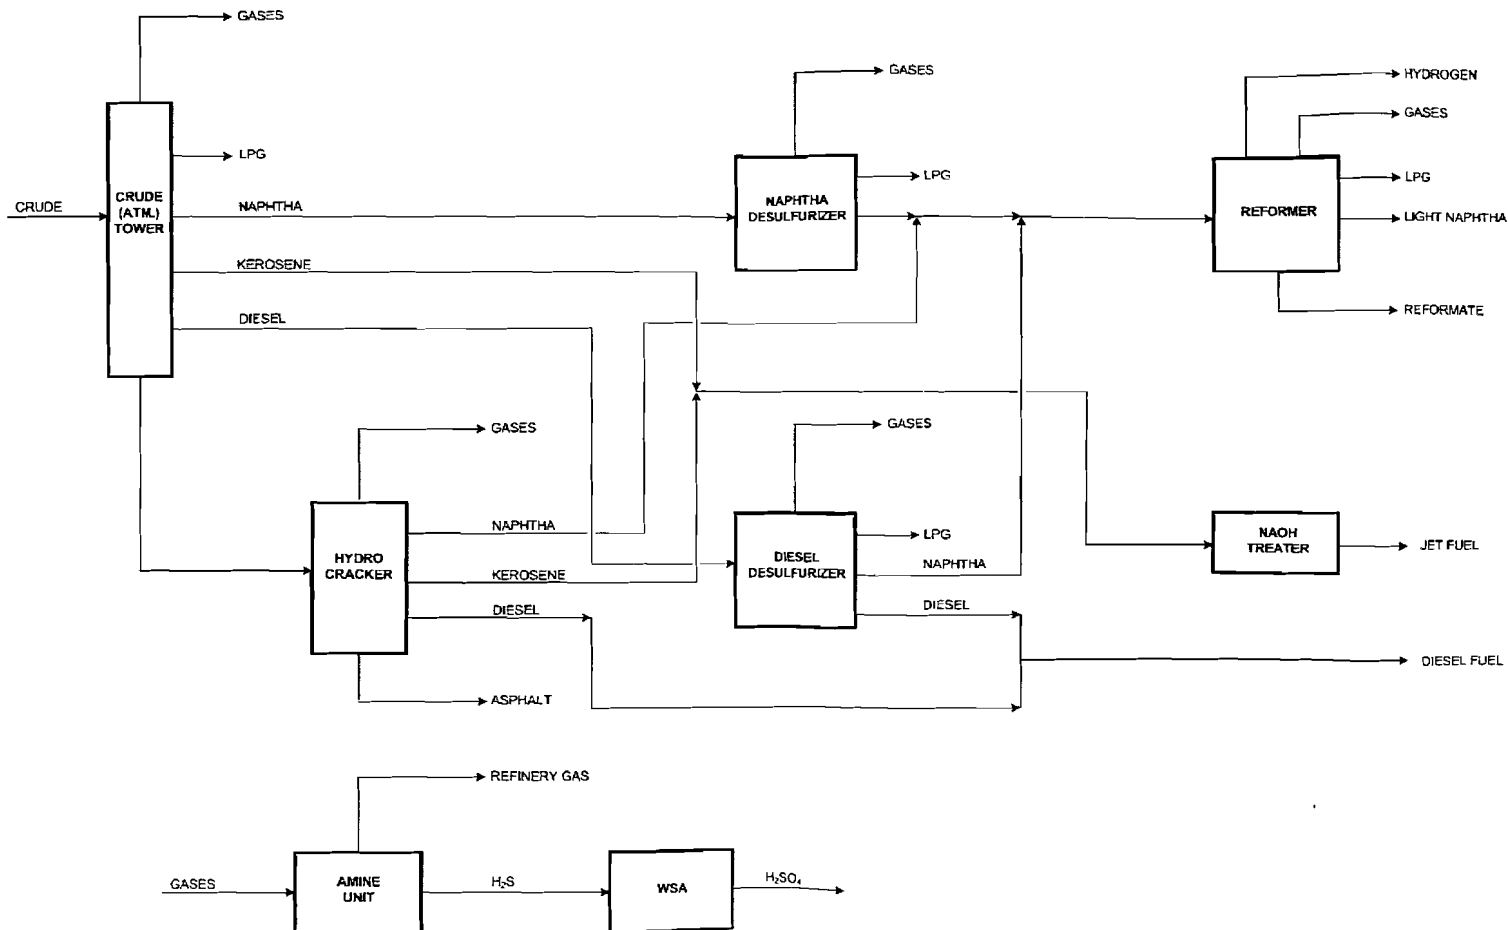 GASES
GASES
HYDROGEN
GASES
LPG
LPG
LPG
CRUDE
(ATM.)
TOWER
CRUDE
NAPHTHA
NAPHTHA
DESULFURIZER
REFORMER
LIGHT NAPHTHA
KEROSENE
DIESEL
REFORMATE
GASES
GASES
NAPHTHA
HYDRO
CRACKER
KEROSENE
DIESEL
DIESEL
DESULFURIZER
LPG
NAPHTHA
DIESEL
NAOH
TREATER
JET FUEL
DIESEL FUEL
ASPHALT
REFINERY GAS
GASES
AMINE
UNIT
H₂S
WSA
H₂SO₄